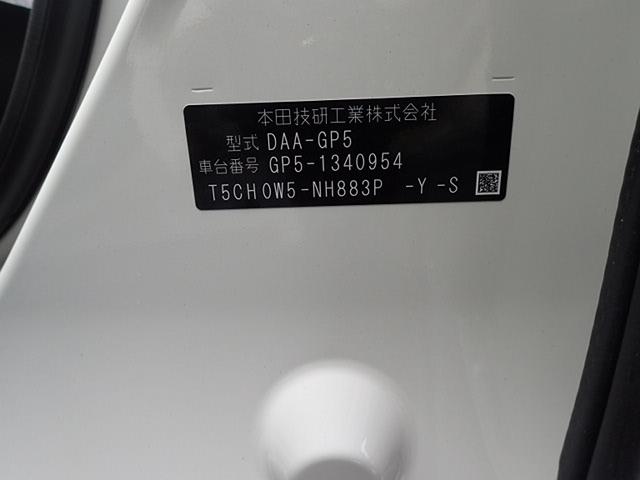 本田技研工業株式会社
型式 DAA-GP5
車台番号 GP5-1340954
T5CH0W5-NH883P -Y -S